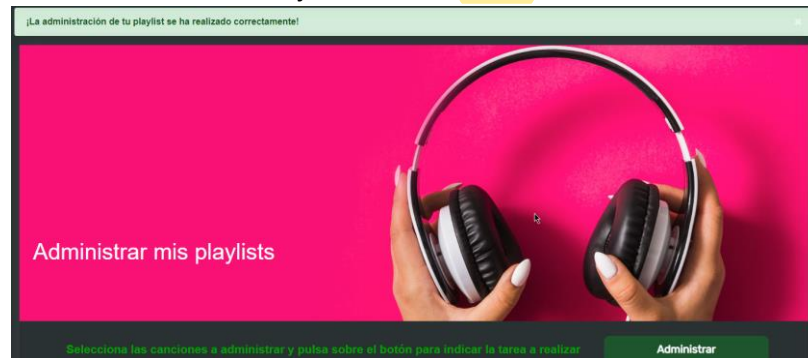 ¡La administración de tu playlist se ha realizado correctamente!
Administrar mis playlists
Selecciona las canciones a administrar y pulsa sobre el botón para indicar la tarea a realizar
Administrar